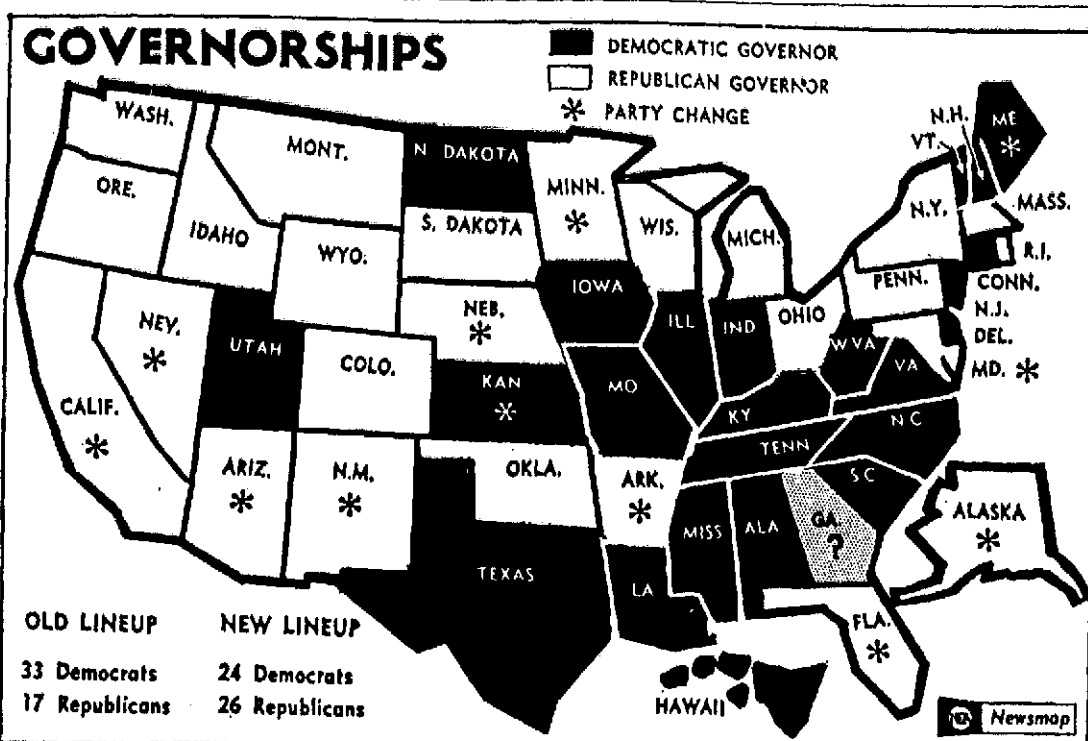 GOVERNORSHIPS
DEMOCRATIC GOVERNOR
REPUBLICAN GOVERNOR
* PARTY CHANGE
WASH.
MONT.
N DAKOTA
MINN.
*
ORE.
IDAHO
WYO.
S. DAKOTA
WIS.
MICH.
N.H.
VT.
ME
*
N.Y.
MASS.
R.I.
CONN.
N.J.
DEL.
MD. *
PENN.
NEV.
*
UTAH
COLO.
NEB.
*
IOWA
ILL
IND
OHIO
W VA
VA
CALIF.
*
KAN
*
MO
KY
N C
TENN
ARIZ.
*
N.M.
*
OKLA.
ARK.
*
S C
MISS
ALA
GA.
?
ALASKA
*
TEXAS
LA
FLA.
*
HAWAII
OLD LINEUP
33 Democrats
17 Republicans
NEW LINEUP
24 Democrats
26 Republicans
NEA Newsmap